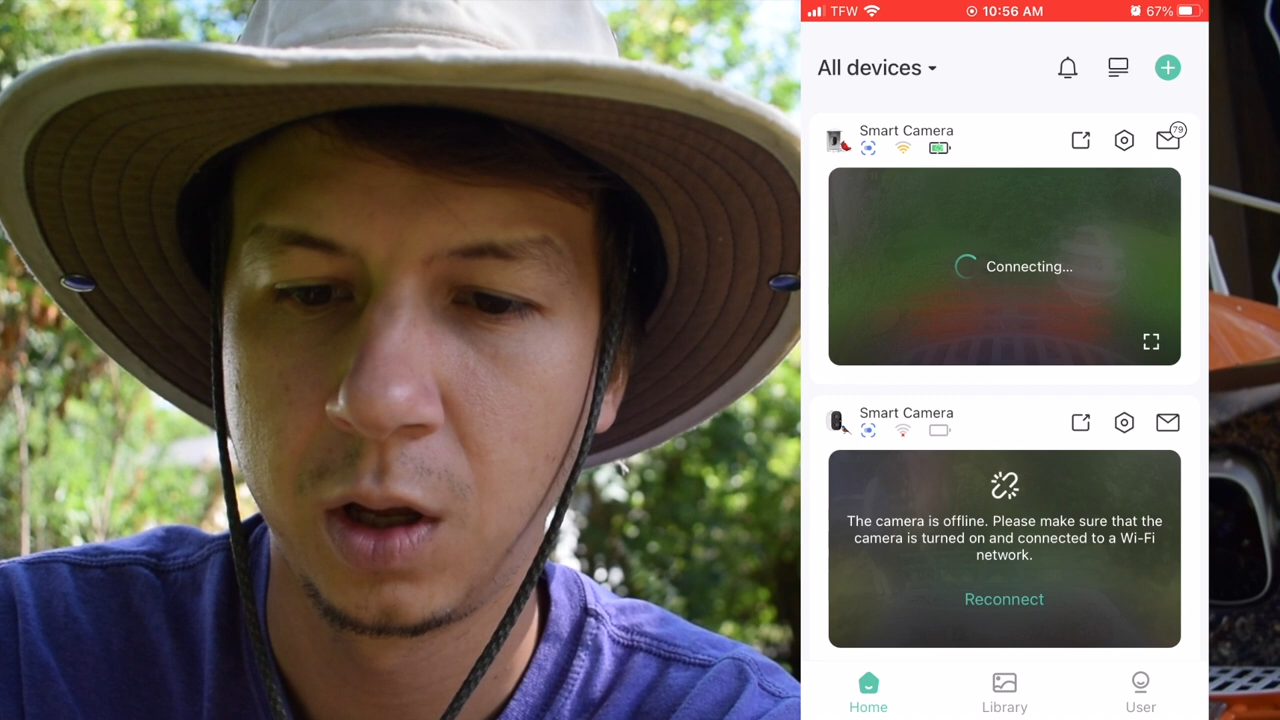 TFW 10:56 AM 67%
All devices
Smart Camera
79
Connecting...
Smart Camera
The camera is offline. Please make sure that the
camera is turned on and connected to a Wi-Fi
network.
Reconnect
Home Library User